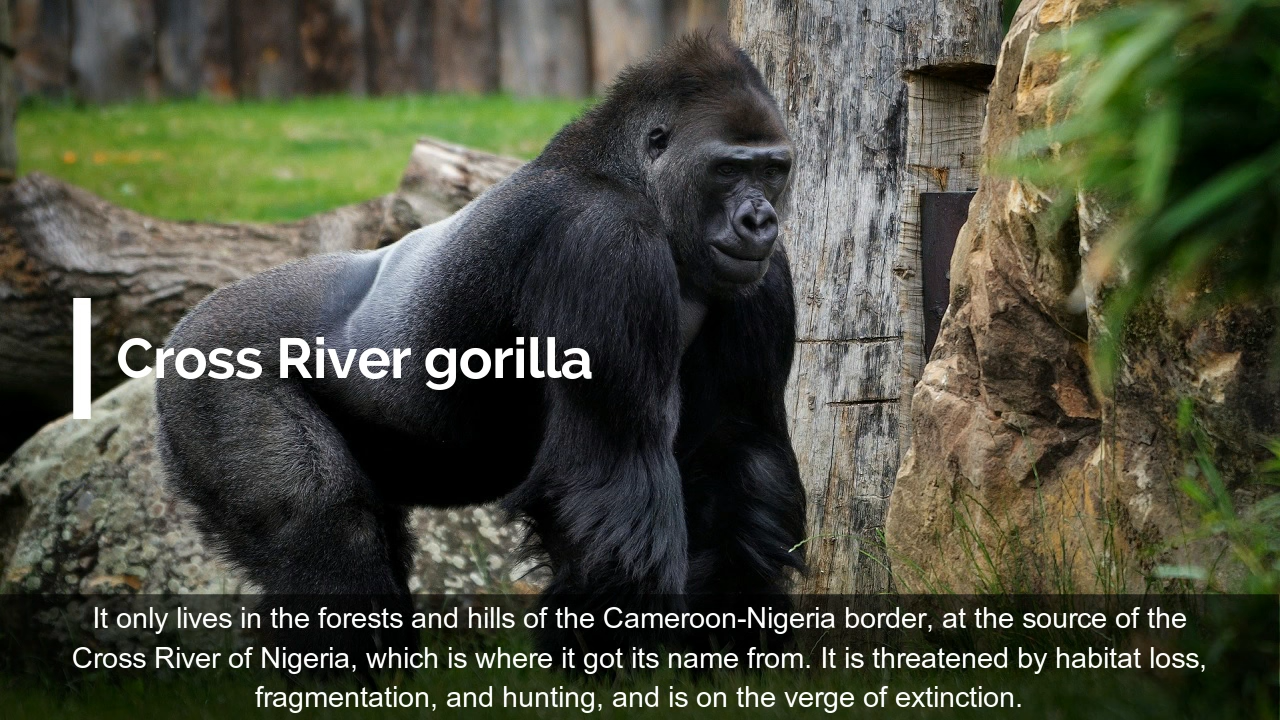 Cross River gorilla
It only lives in the forests and hills of the Cameroon-Nigeria border, at the source of the
Cross River of Nigeria, which is where it got its name from. It is threatened by habitat loss,
fragmentation, and hunting, and is on the verge of extinction.